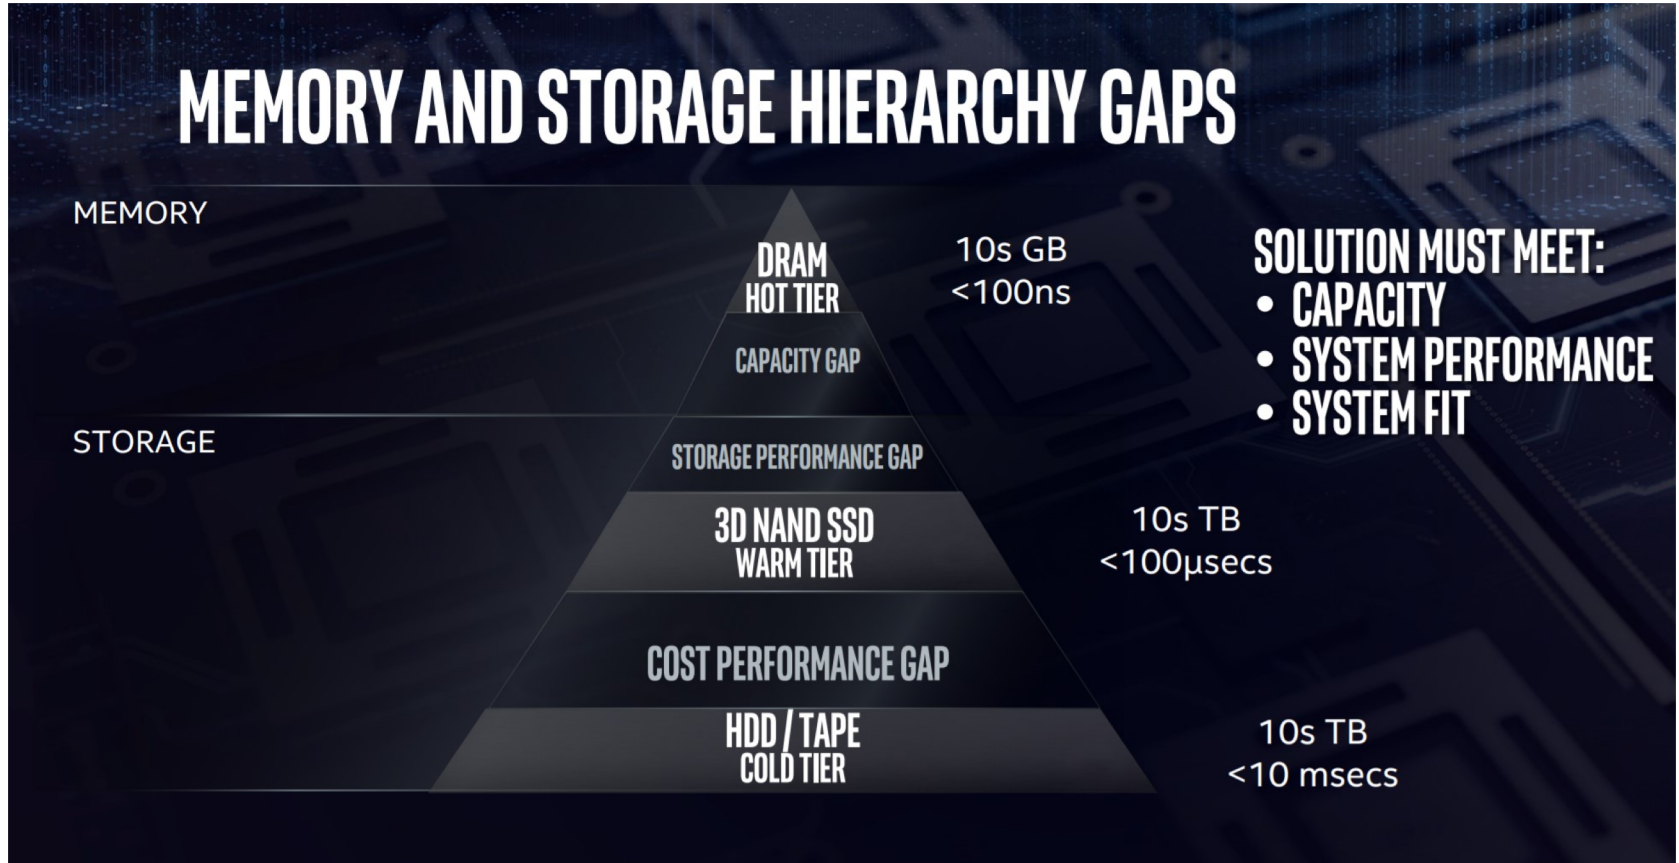 MEMORY AND STORAGE HIERARCHY GAPS
MEMORY
DRAM
HOT TIER
10s GB
<100ns
CAPACITY GAP
SOLUTION MUST MEET:
• CAPACITY
• SYSTEM PERFORMANCE
• SYSTEM FIT
STORAGE
STORAGE PERFORMANCE GAP
3D NAND SSD
WARM TIER
10s TB
<100µsecs
COST PERFORMANCE GAP
HDD / TAPE
COLD TIER
10s TB
<10 msecs